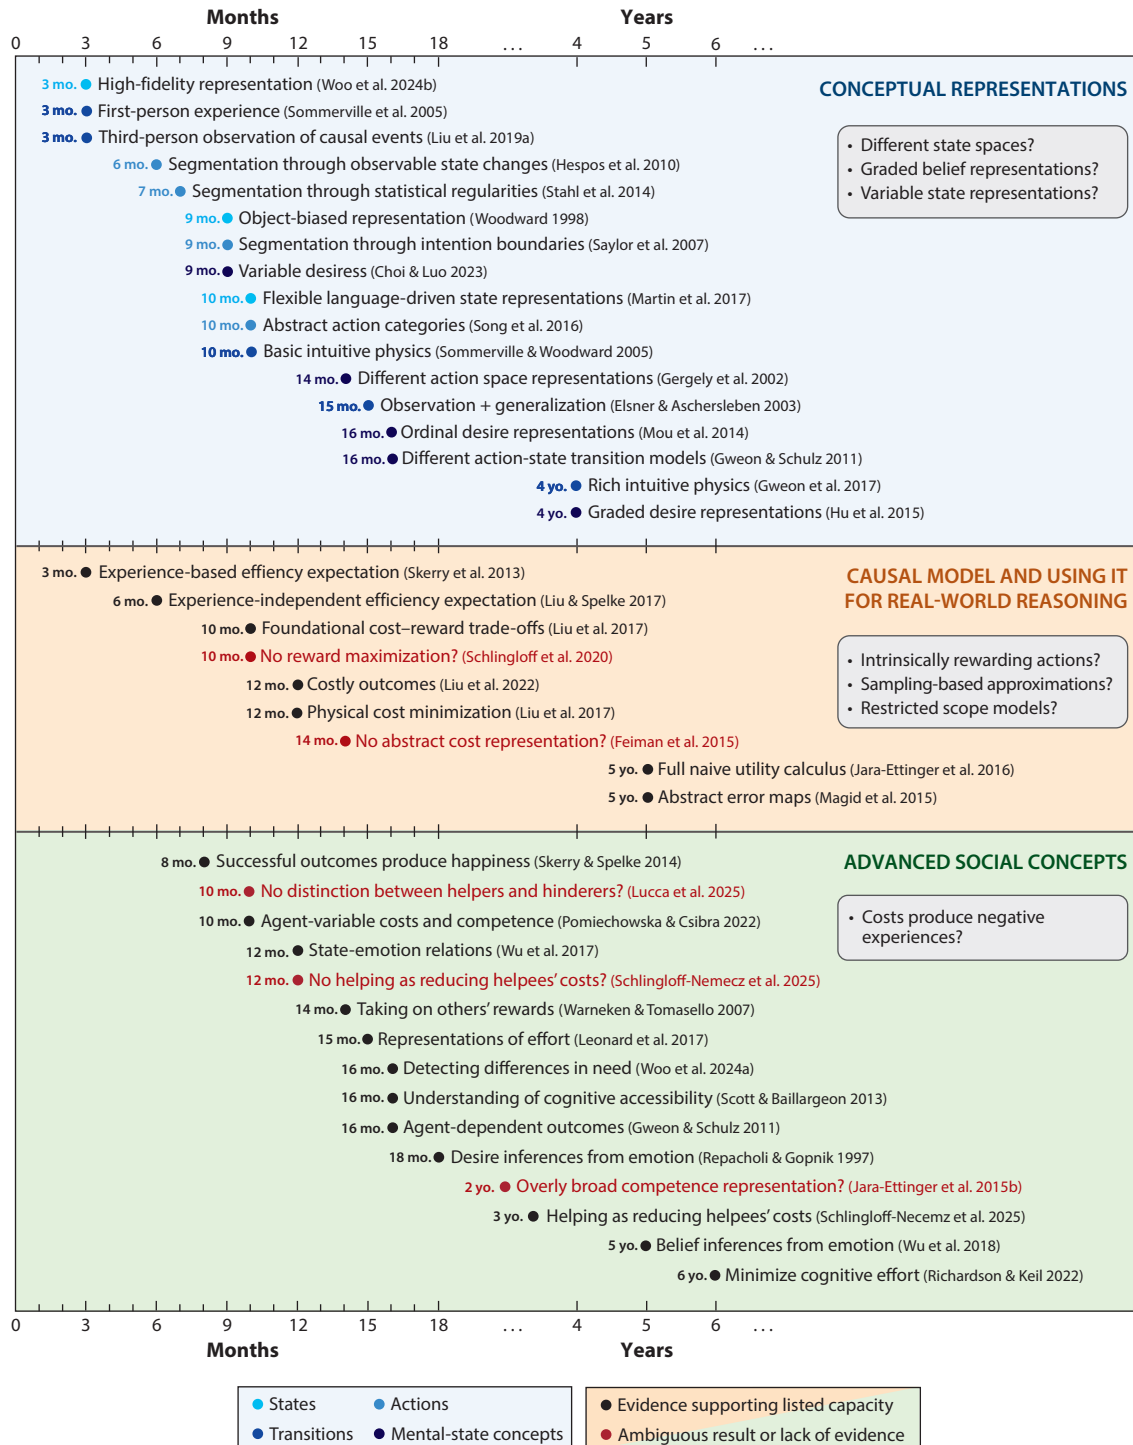 Months Years
0 3 6 9 12 15 18 ... 4 5 6 ...
CONCEPTUAL REPRESENTATIONS
• Different state spaces?
• Graded belief representations?
• Variable state representations?
3 mo. High-fidelity representation (Woo et al. 2024b)
3 mo. First-person experience (Sommerville et al. 2005)
3 mo. Third-person observation of causal events (Liu et al. 2019a)
6 mo. Segmentation through observable state changes (Hespos et al. 2010)
7 mo. Segmentation through statistical regularities (Stahl et al. 2014)
9 mo. Object-biased representation (Woodward 1998)
9 mo. Segmentation through intention boundaries (Saylor et al. 2007)
9 mo. Variable desiress (Choi & Luo 2023)
10 mo. Flexible language-driven state representations (Martin et al. 2017)
10 mo. Abstract action categories (Song et al. 2016)
10 mo. Basic intuitive physics (Sommerville & Woodward 2005)
14 mo. Different action space representations (Gergely et al. 2002)
15 mo. Observation + generalization (Elsner & Aschersleben 2003)
16 mo. Ordinal desire representations (Mou et al. 2014)
16 mo. Different action-state transition models (Gweon & Schulz 2011)
4 yo. Rich intuitive physics (Gweon et al. 2017)
4 yo. Graded desire representations (Hu et al. 2015)
CAUSAL MODEL AND USING IT
FOR REAL-WORLD REASONING
• Intrinsically rewarding actions?
• Sampling-based approximations?
• Restricted scope models?
3 mo. Experience-based effiency expectation (Skerry et al. 2013)
6 mo. Experience-independent efficiency expectation (Liu & Spelke 2017)
10 mo. Foundational cost–reward trade-offs (Liu et al. 2017)
10 mo. No reward maximization? (Schlingloff et al. 2020)
12 mo. Costly outcomes (Liu et al. 2022)
12 mo. Physical cost minimization (Liu et al. 2017)
14 mo. No abstract cost representation? (Feiman et al. 2015)
5 yo. Full naive utility calculus (Jara-Ettinger et al. 2016)
5 yo. Abstract error maps (Magid et al. 2015)
ADVANCED SOCIAL CONCEPTS
• Costs produce negative
experiences?
8 mo. Successful outcomes produce happiness (Skerry & Spelke 2014)
10 mo. No distinction between helpers and hinderers? (Lucca et al. 2025)
10 mo. Agent-variable costs and competence (Pomiechowska & Csibra 2022)
12 mo. State-emotion relations (Wu et al. 2017)
12 mo. No helping as reducing helpees' costs? (Schlingloff-Nemecz et al. 2025)
14 mo. Taking on others' rewards (Warneken & Tomasello 2007)
15 mo. Representations of effort (Leonard et al. 2017)
16 mo. Detecting differences in need (Woo et al. 2024a)
16 mo. Understanding of cognitive accessibility (Scott & Baillargeon 2013)
16 mo. Agent-dependent outcomes (Gweon & Schulz 2011)
18 mo. Desire inferences from emotion (Repacholi & Gopnik 1997)
2 yo. Overly broad competence representation? (Jara-Ettinger et al. 2015b)
3 yo. Helping as reducing helpees' costs (Schlingloff-Necemz et al. 2025)
5 yo. Belief inferences from emotion (Wu et al. 2018)
6 yo. Minimize cognitive effort (Richardson & Keil 2022)
0 3 6 9 12 15 18 ... 4 5 6 ...
Months Years
States Actions
Transitions Mental-state concepts
Evidence supporting listed capacity
Ambiguous result or lack of evidence